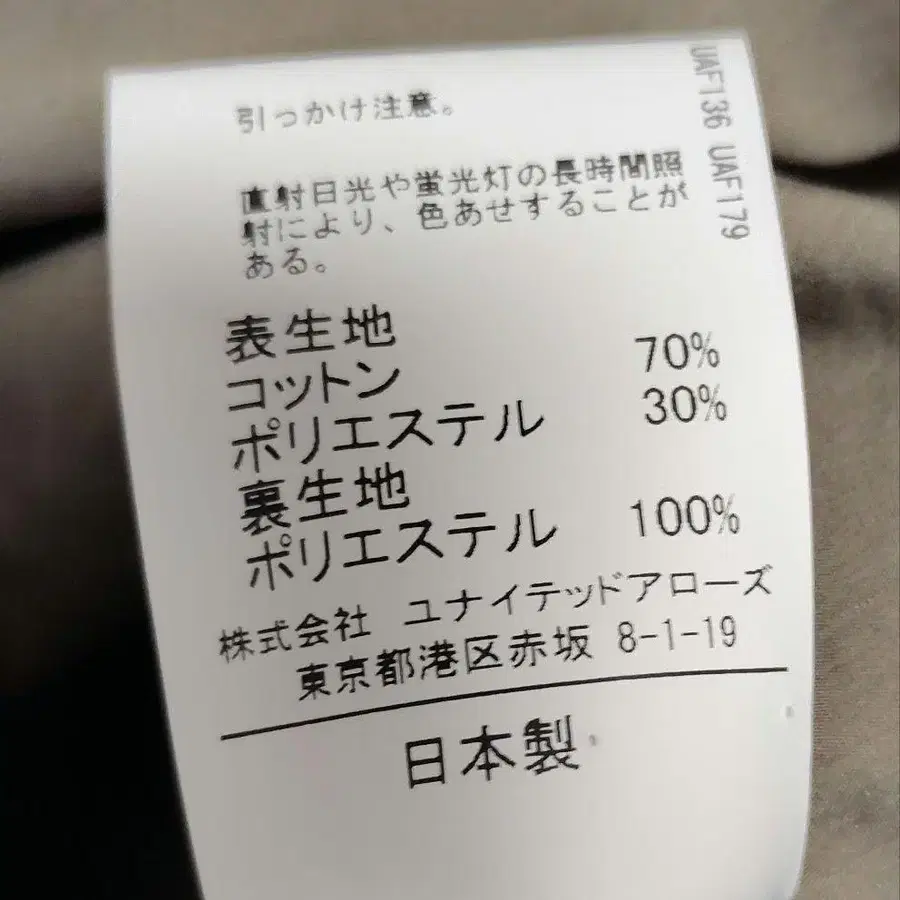 引っかけ注意。
直射日光や蛍光灯の長時間照
射により、色あせすることが
ある。
表生地
コットン 70%
ポリエステル 30%
裏生地
ポリエステル 100%
株式会社 ユナイテッドアローズ
東京都港区赤坂 8-1-19
日本製
UAF136 UAF179